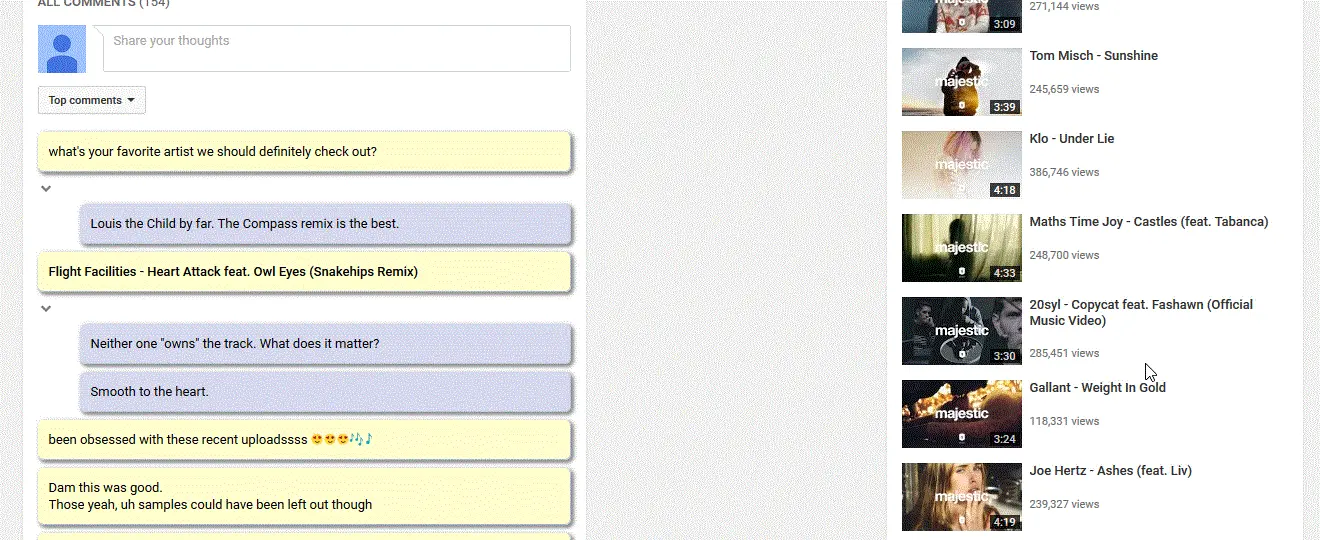 ALL COMMENTS (154)
Share your thoughts
Top comments
what's your favorite artist we should definitely check out?
Louis the Child by far. The Compass remix is the best.
Flight Facilities - Heart Attack feat. Owl Eyes (Snakehips Remix)
Neither one "owns" the track. What does it matter?
Smooth to the heart.
been obsessed with these recent uploadssss 😍😍😍🎶🎵
Dam this was good.
Those yeah, uh samples could have been left out though
majestic
3:09
271,144 views
majestic
3:39
Tom Misch - Sunshine
245,659 views
majestic
4:18
Klo - Under Lie
386,746 views
majestic
4:33
Maths Time Joy - Castles (feat. Tabanca)
248,700 views
majestic
3:30
20syl - Copycat feat. Fashawn (Official
Music Video)
285,451 views
majestic
3:24
Gallant - Weight In Gold
118,331 views
majestic
4:19
Joe Hertz - Ashes (feat. Liv)
239,327 views